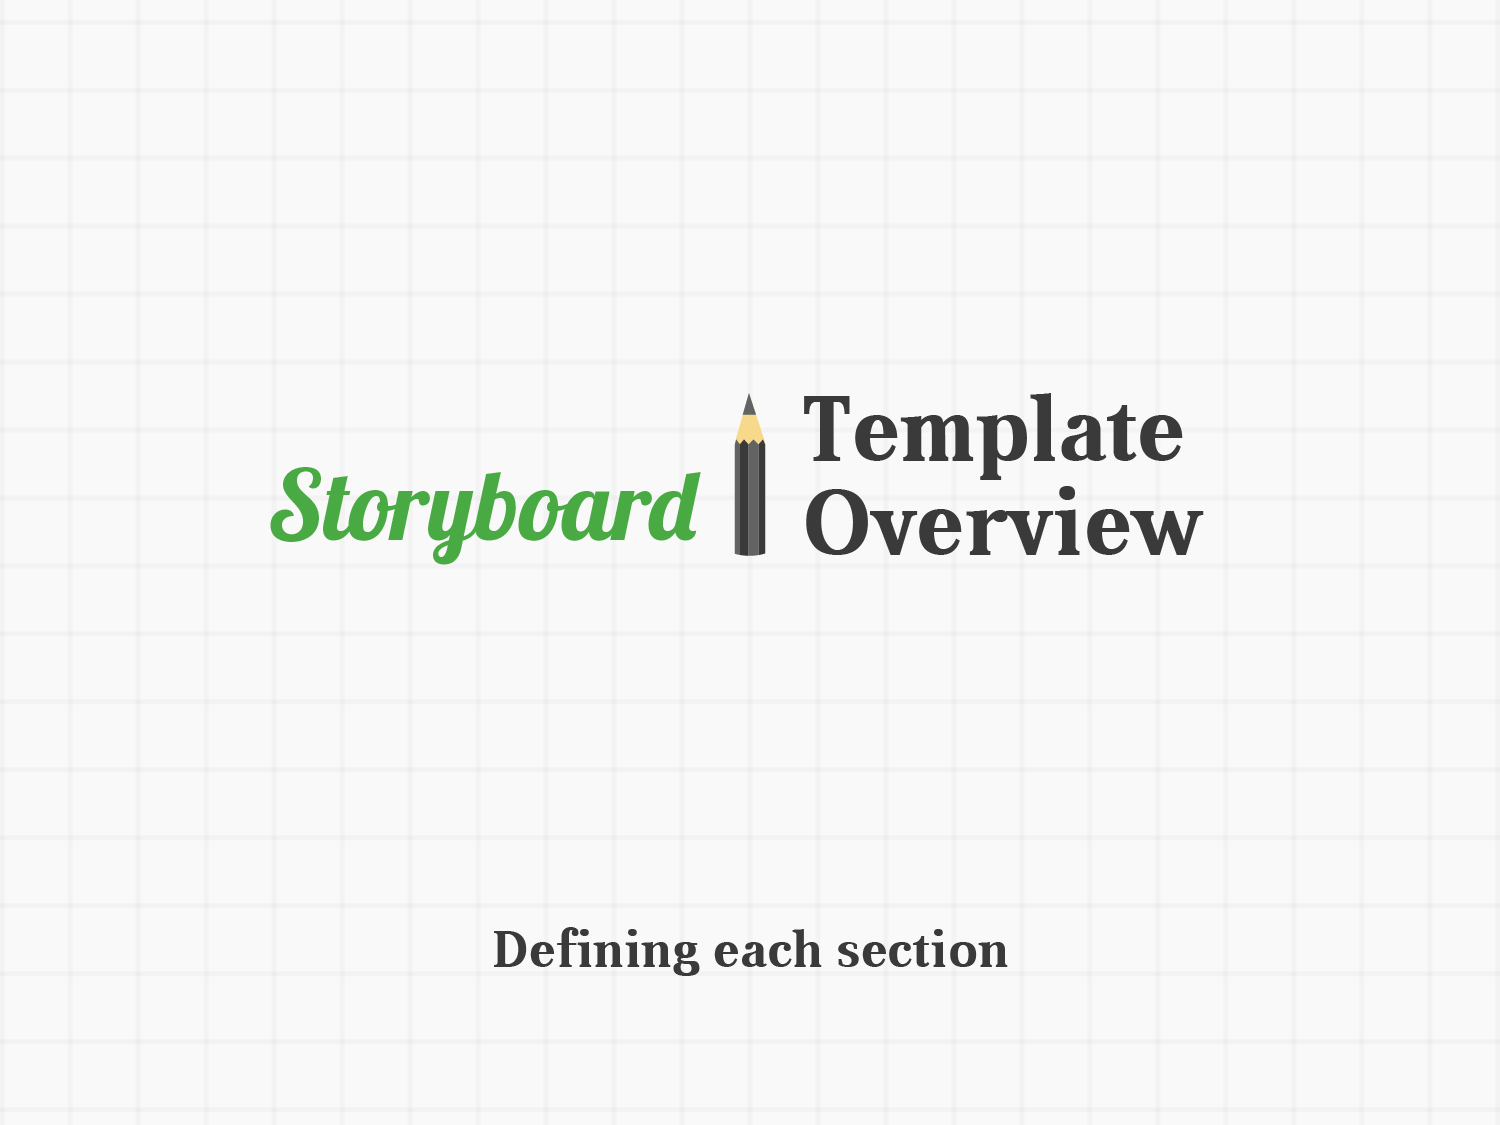 Storyboard
Template
Overview
Defining each section